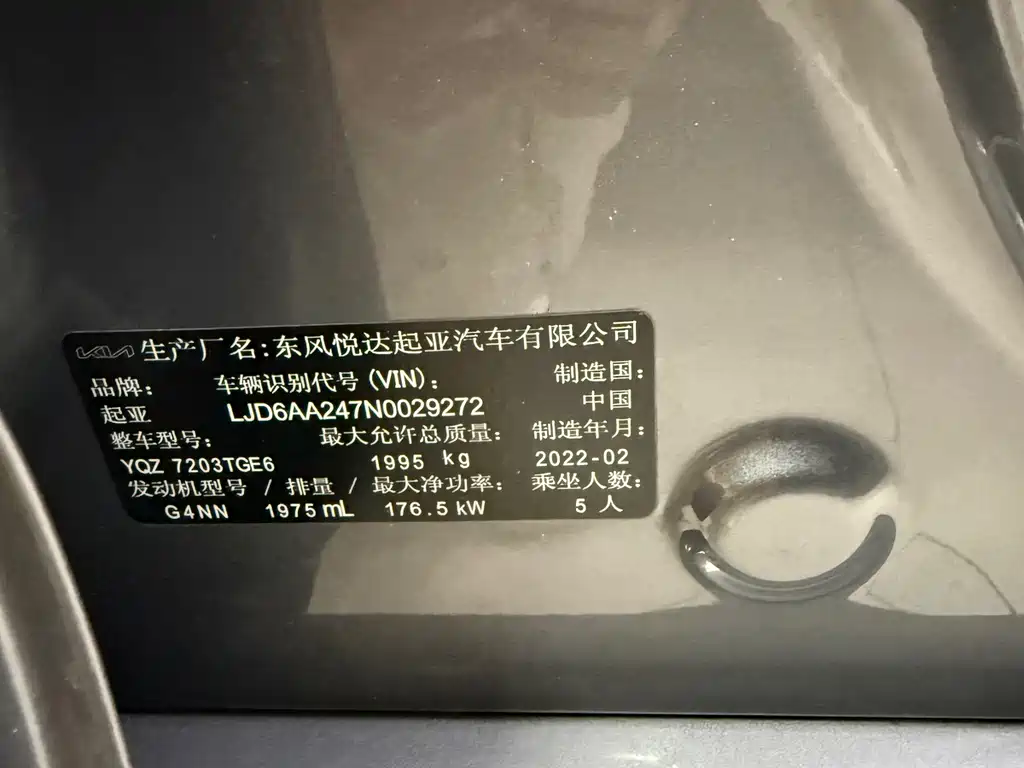 KIA 生产厂名:东风悦达起亚汽车有限公司
品牌: 车辆识别代号(VIN): 制造国:
起亚 LJD6AA247N0029272 中国
整车型号: 最大允许总质量: 制造年月:
YQZ 7203TGE6 1995 kg 2022-02
发动机型号 / 排量 / 最大净功率: 乘坐人数:
G4NN 1975 mL 176.5 kW 5 人